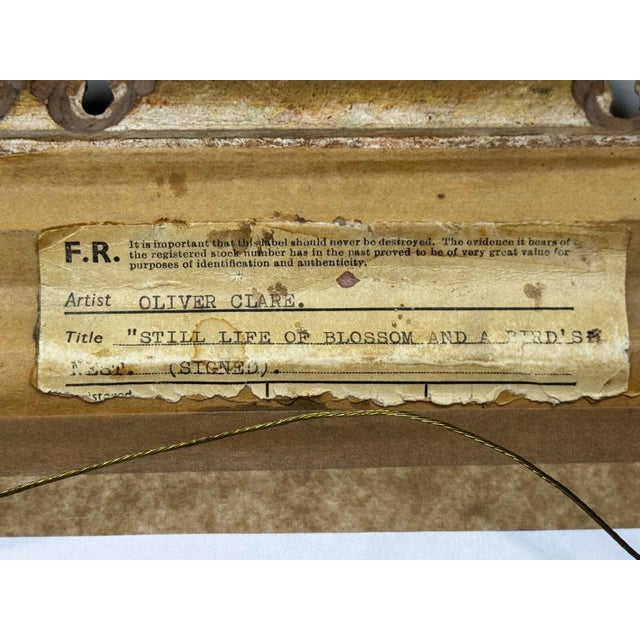 F.R. It is important that this label should never be destroyed. The evidence it bears of
the registered stock number has in the past proved to be of very great value for
purposes of identification and authenticity.
Artist OLIVER CLARE.
Title "STILL LIFE OF BLOSSOM AND A BIRD'S
NEST. (SIGNED).